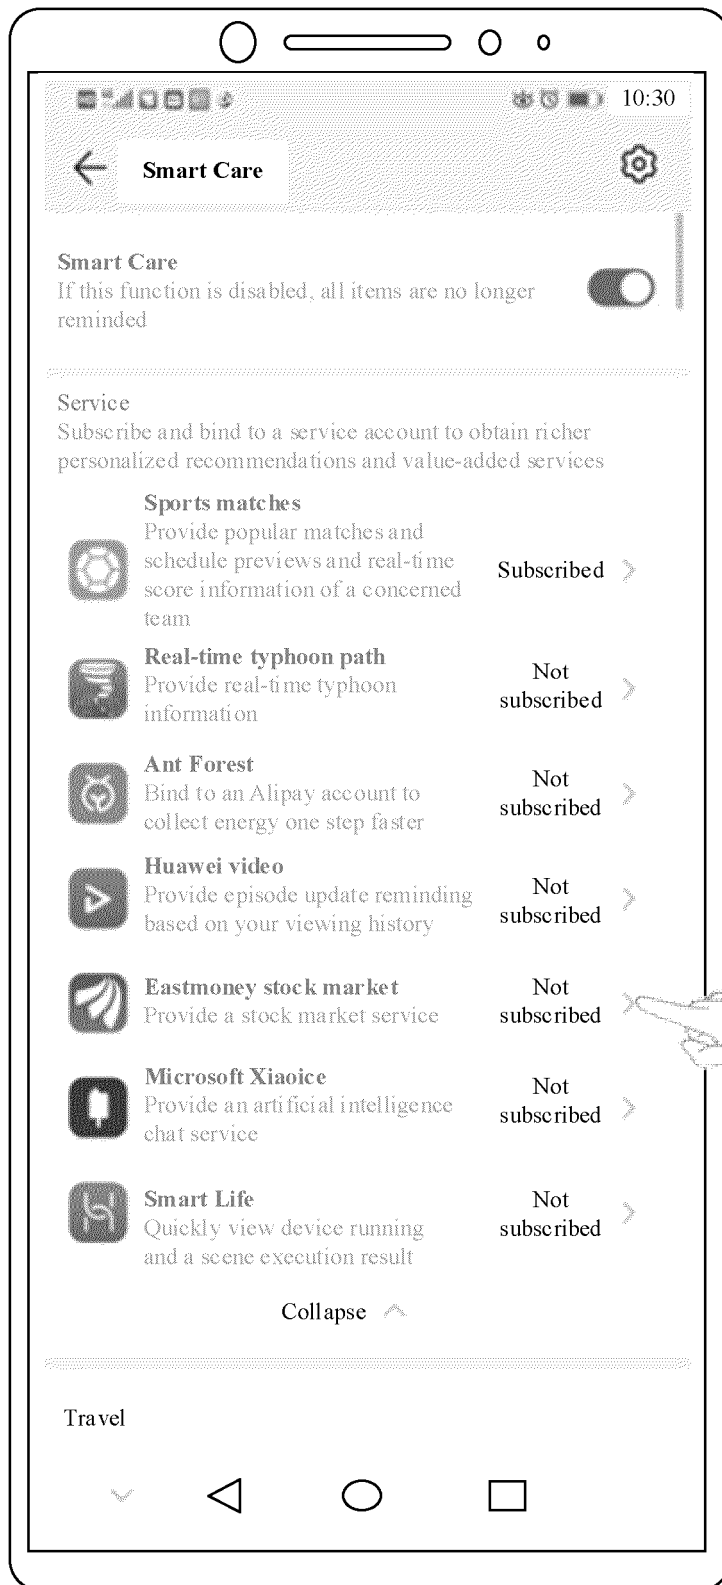 10:30
Smart Care
Smart Care
If this function is disabled, all items are no longer
reminded
Service
Subscribe and bind to a service account to obtain richer
personalized recommendations and value-added services
Sports matches
Provide popular matches and
schedule previews and real-time
score information of a concerned
team
Subscribed
Real-time typhoon path
Provide real-time typhoon
information
Not
subscribed
Ant Forest
Bind to an Alipay account to
collect energy one step faster
Not
subscribed
Huawei video
Provide episode update reminding
based on your viewing history
Not
subscribed
Eastmoney stock market
Provide a stock market service
Not
subscribed
Microsoft Xiaoice
Provide an artificial intelligence
chat service
Not
subscribed
Smart Life
Quickly view device running
and a scene execution result
Not
subscribed
Collapse
Travel